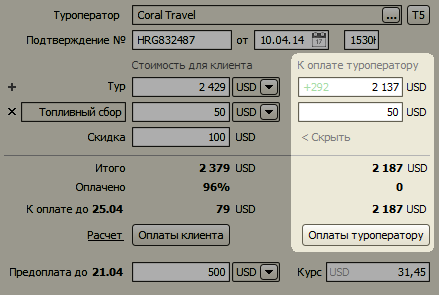 Туроператор Coral Travel ... T5
Подтверждение № HRG832487 от 10.04.14 17
Стоимость для клиента К оплате туроператору
+ Тур 2 429 USD +292 2 137 USD
× Топливный сбор 50 USD 50 USD
Скидка 100 USD < Скрыть
Итого 2 379 USD 2 187 USD
Оплачено 96% 0
К оплате до 25.04 79 USD 2 187 USD
Расчет Оплаты клиента Оплаты туроператору
Предоплата до 21.04 500 USD Курс USD 31,45